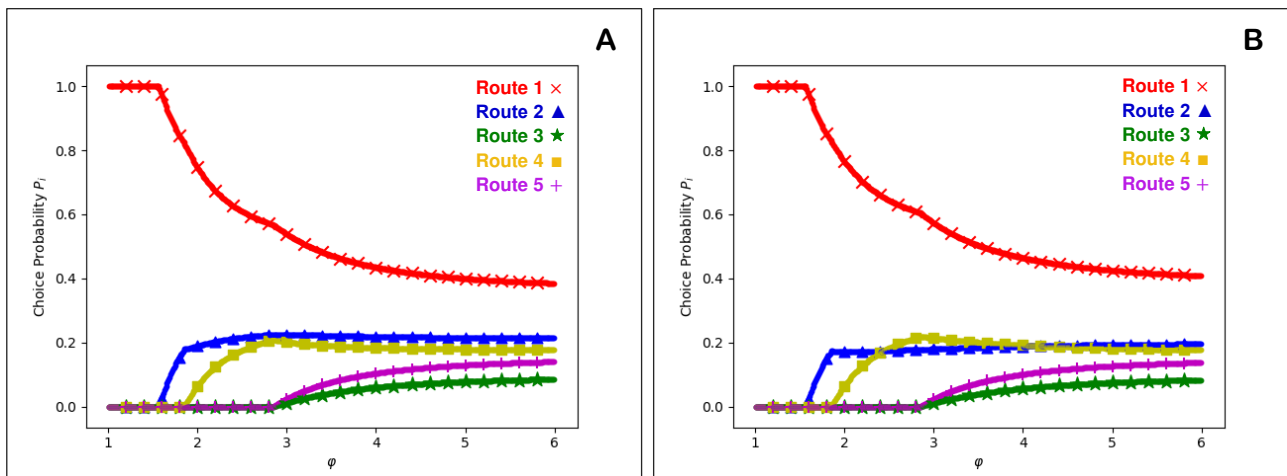 A
1.0
0.8
0.6
0.4
0.2
0.0
Choice Probability P_i
1 2 3 4 5 6
φ
Route 1
Route 2
Route 3
Route 4
Route 5
B
1.0
0.8
0.6
0.4
0.2
0.0
Choice Probability P_i
1 2 3 4 5 6
φ
Route 1
Route 2
Route 3
Route 4
Route 5